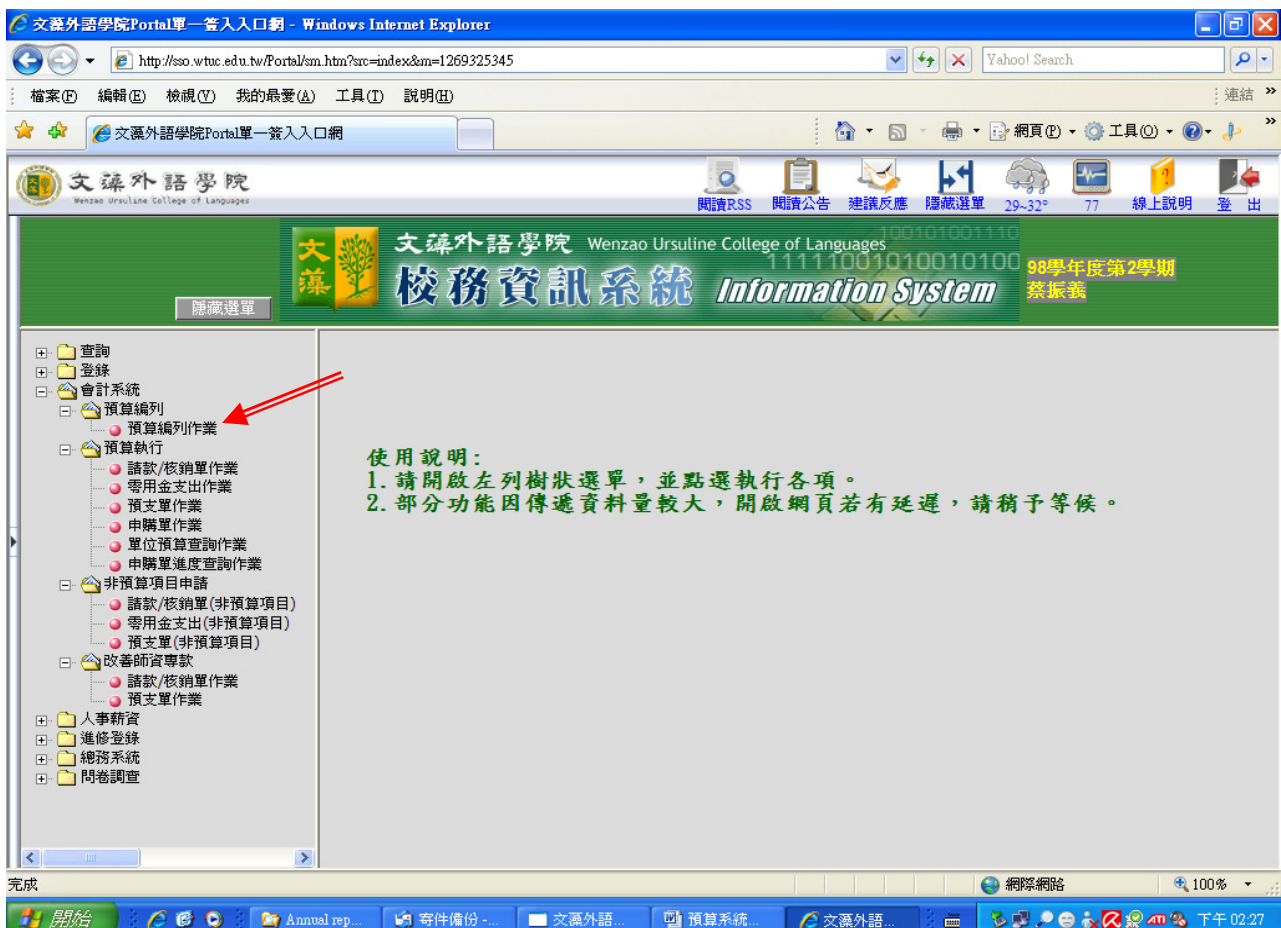 文藻外語學院Portal單一簽入入口網 - Windows Internet Explorer
http://sso.wtuc.edu.tw/Portal/sm.htm?src=index&m=1269325345
Yahoo! Search
檔案(F) 編輯(E) 檢視(V) 我的最愛(A) 工具(T) 說明(H)
連結 »
文藻外語學院Portal單一簽入入口網
網頁(P) 工具(O) »
文藻外語學院
Wenzao Ursuline College of Languages
閱讀RSS 閱讀公告 建議反應 隱藏選單 29~32° 77 線上說明 登 出
文藻
文藻外語學院 Wenzao Ursuline College of Languages
校務資訊系統 Information System
98學年度第2學期
蔡振義
隱藏選單
查詢
登錄
會計系統
預算編列
預算編列作業
預算執行
請款/核銷單作業
零用金支出作業
預支單作業
申購單作業
單位預算查詢作業
申購單進度查詢作業
非預算項目申請
請款/核銷單(非預算項目)
零用金支出(非預算項目)
預支單(非預算項目)
改善師資專款
請款/核銷單作業
預支單作業
人事薪資
進修登錄
總務系統
問卷調查
使用說明:
1.請開啟左列樹狀選單，並點選執行各項。
2.部分功能因傳遞資料量較大，開啟網頁若有延遲，請稍予等候。
完成
網際網路
100%
開始
Annual rep...
寄件備份 -...
文藻外語...
預算系統...
文藻外語...
下午 02:27